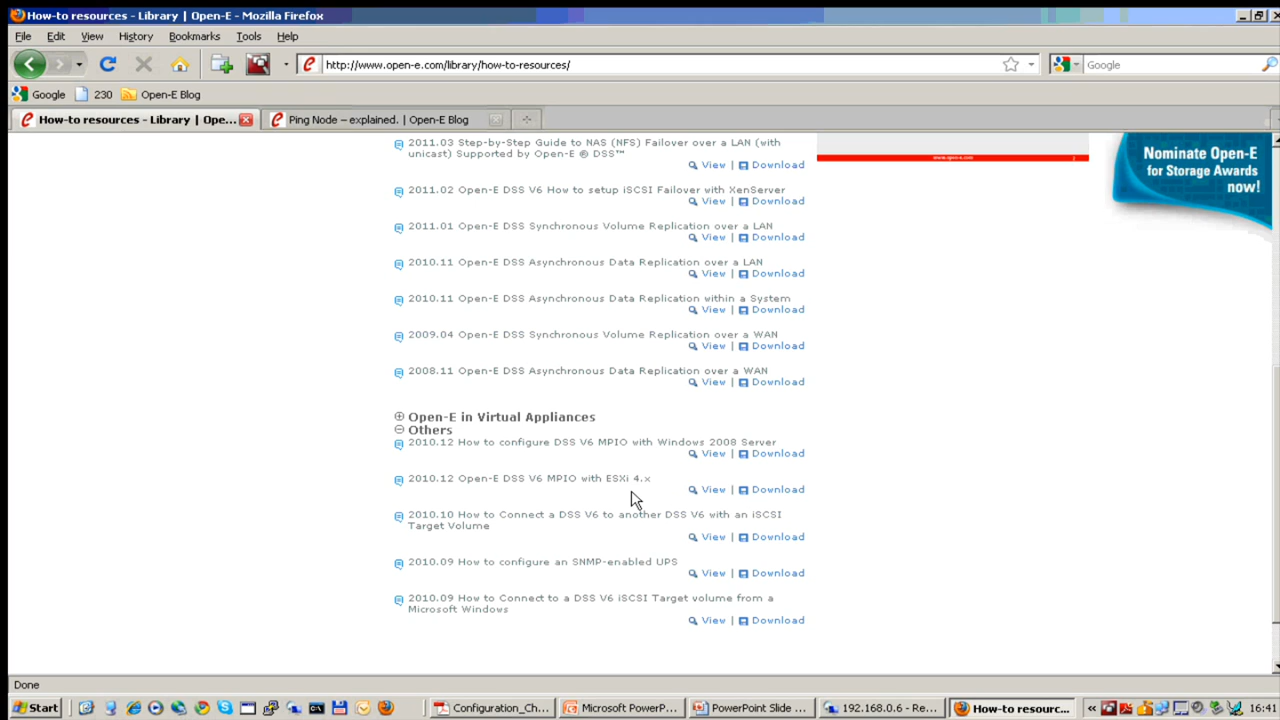 How-to resources - Library | Open-E - Mozilla Firefox
File Edit View History Bookmarks Tools Help
http://www.open-e.com/library/how-to-resources/
Google
Google 230 Open-E Blog
How-to resources - Library | Ope... Ping Node – explained. | Open-E Blog
2011.03 Step-by-Step Guide to NAS (NFS) Failover over a LAN (with
unicast) Supported by Open-E ® DSS™
View | Download
2011.02 Open-E DSS V6 How to setup iSCSI Failover with XenServer
View | Download
2011.01 Open-E DSS Synchronous Volume Replication over a LAN
View | Download
2010.11 Open-E DSS Asynchronous Data Replication over a LAN
View | Download
2010.11 Open-E DSS Asynchronous Data Replication within a System
View | Download
2009.04 Open-E DSS Synchronous Volume Replication over a WAN
View | Download
2008.11 Open-E DSS Asynchronous Data Replication over a WAN
View | Download
Open-E in Virtual Appliances
Others
2010.12 How to configure DSS V6 MPIO with Windows 2008 Server
View | Download
2010.12 Open-E DSS V6 MPIO with ESXi 4.x
View | Download
2010.10 How to Connect a DSS V6 to another DSS V6 with an iSCSI
Target Volume
View | Download
2010.09 How to configure an SNMP-enabled UPS
View | Download
2010.09 How to Connect to a DSS V6 iSCSI Target volume from a
Microsoft Windows
View | Download
www.open-e.com
Nominate Open-E
for Storage Awards
now!
Done
Start Configuration_Ch... Microsoft PowerP... PowerPoint Slide ... 192.168.0.6 - Re... How-to resourc... « 16:41